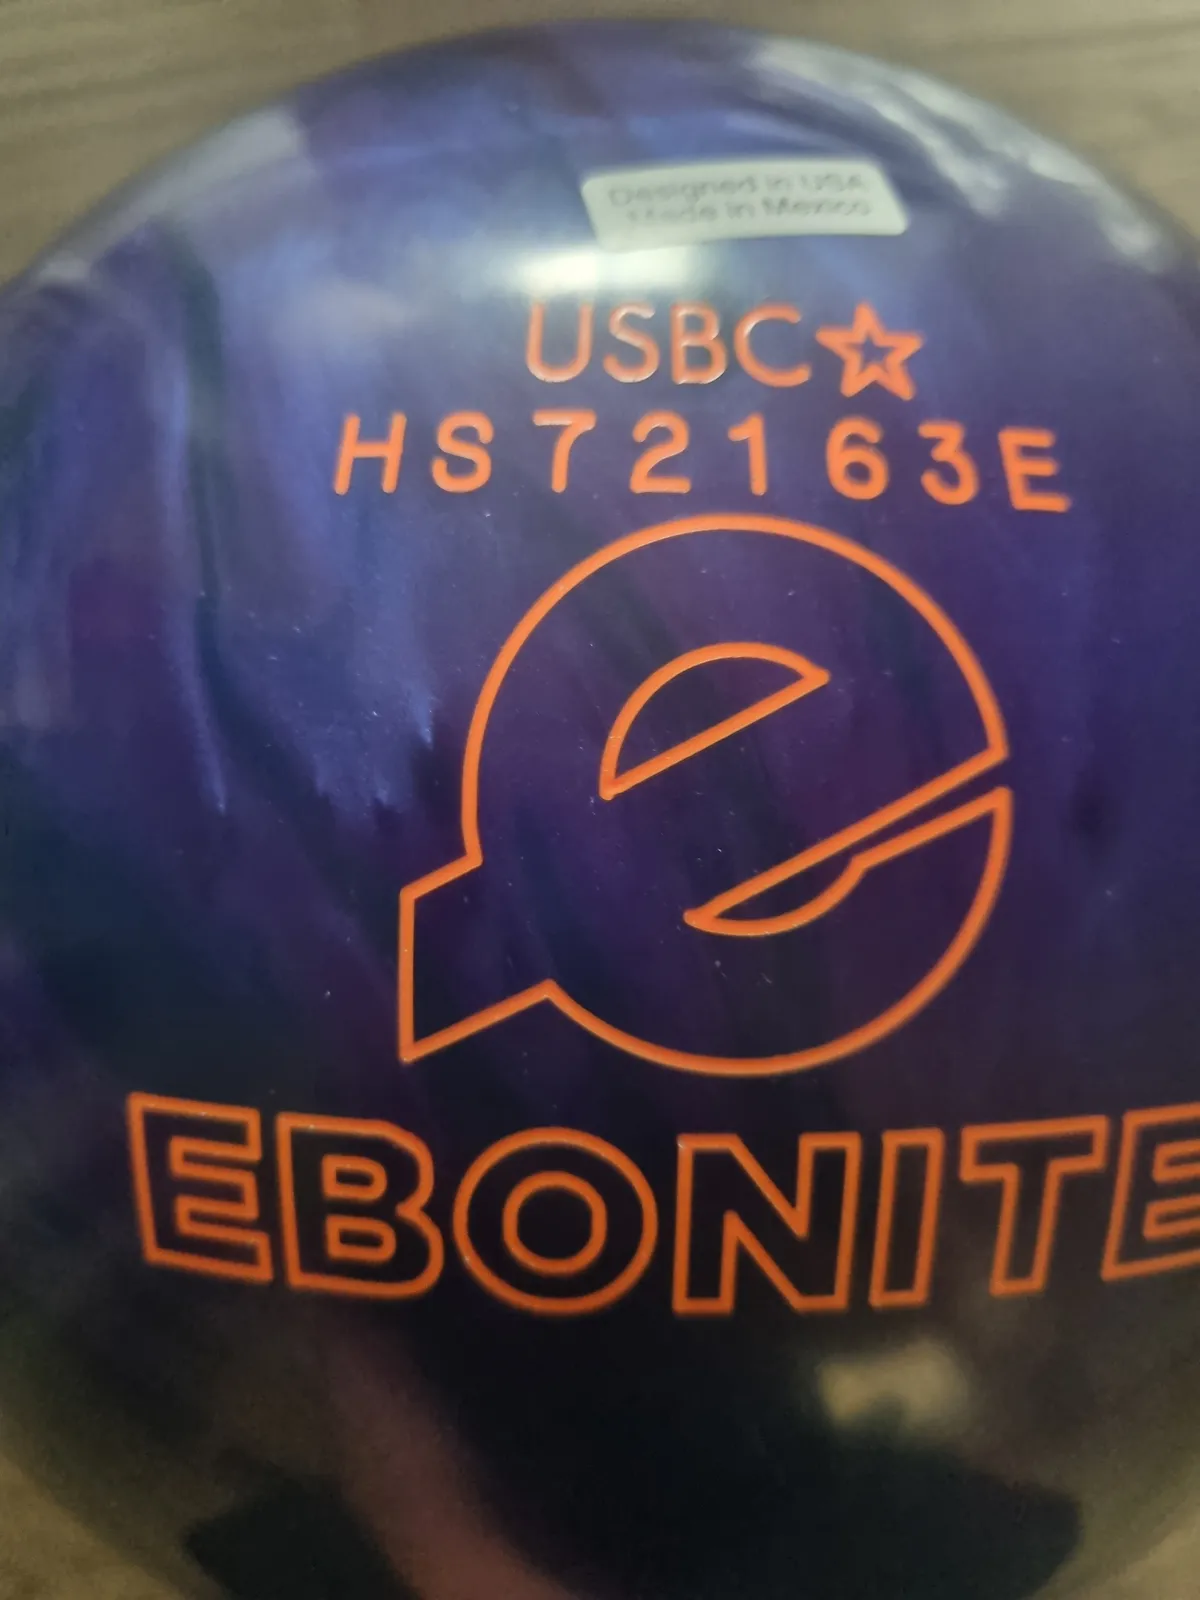 Designed in USA
Made in Mexico
USBC☆
HS72163E
e
EBONITE